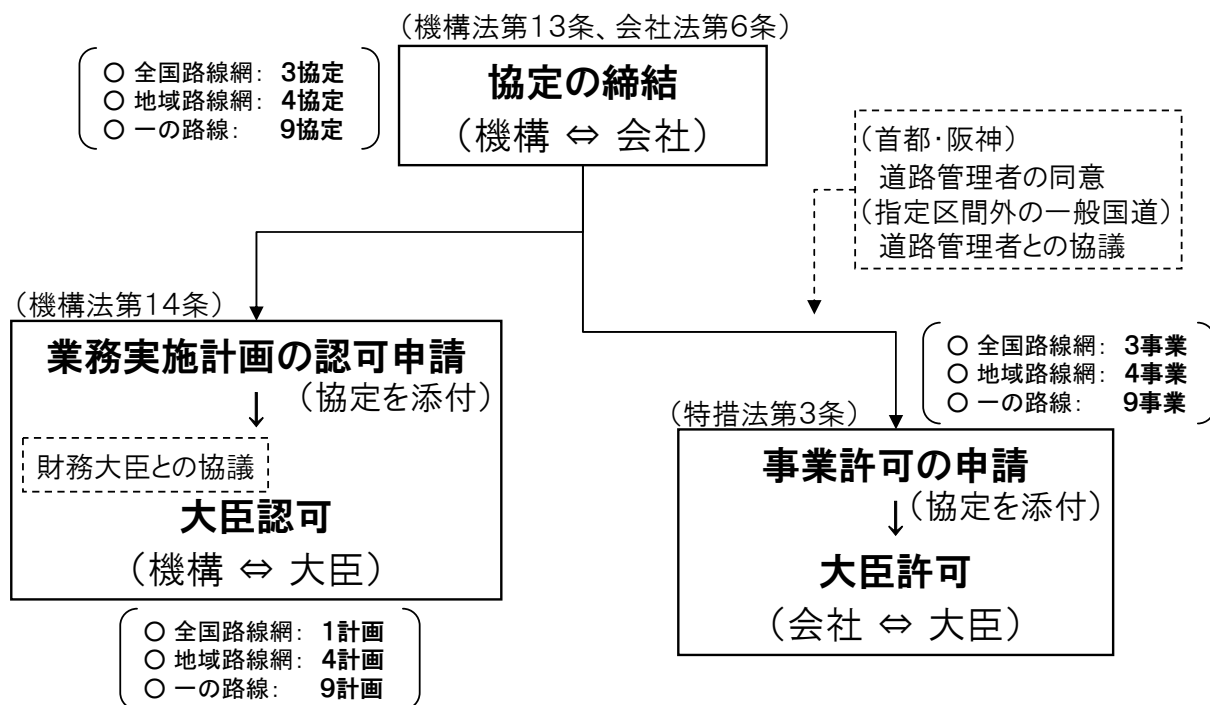 （機構法第13条、会社法第6条）
○ 全国路線網： 3協定
○ 地域路線網： 4協定
○ 一の路線： 9協定
協定の締結
（機構 ⇔ 会社）
（首都・阪神）
道路管理者の同意
（指定区間外の一般国道）
道路管理者との協議
（機構法第14条）
業務実施計画の認可申請
↓ （協定を添付）
財務大臣との協議
大臣認可
（機構 ⇔ 大臣）
○ 全国路線網： 1計画
○ 地域路線網： 4計画
○ 一の路線： 9計画
○ 全国路線網： 3事業
○ 地域路線網： 4事業
○ 一の路線： 9事業
（特措法第3条）
事業許可の申請
↓ （協定を添付）
大臣許可
（会社 ⇔ 大臣）